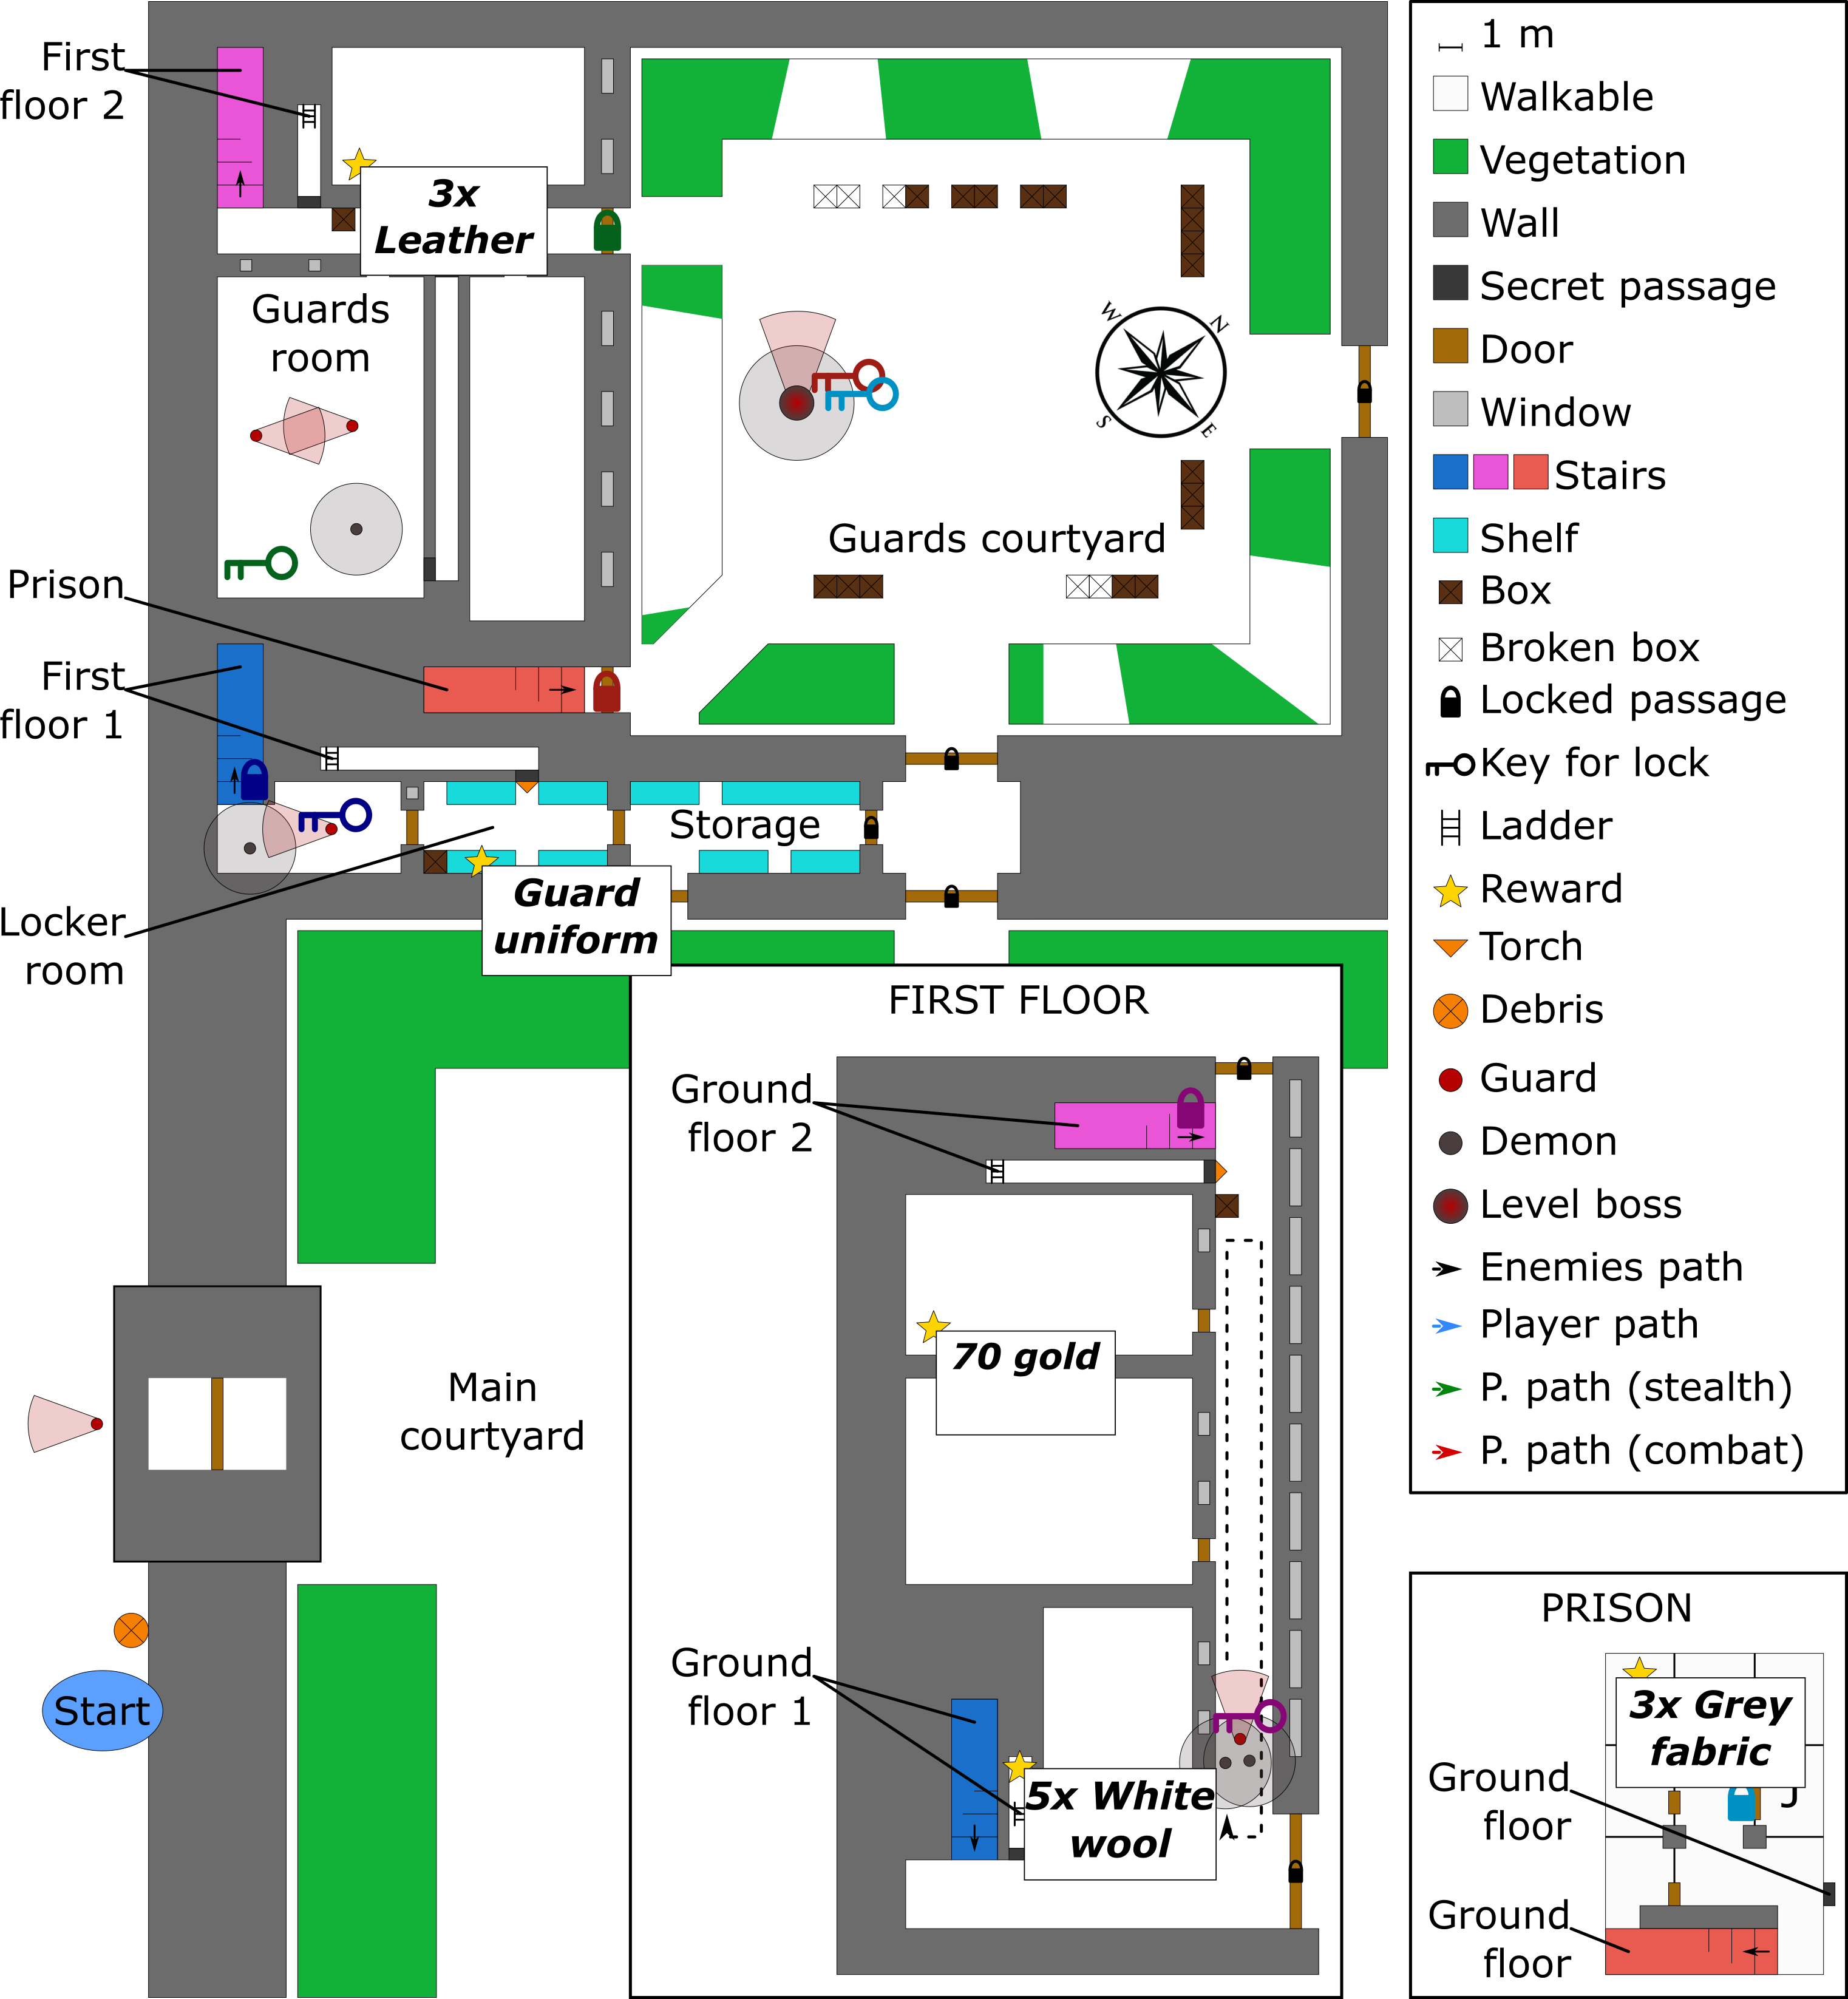 First
floor 2
3x
Leather
Guards
room
W
N
S
E
Guards courtyard
Prison
First
floor 1
Storage
Locker
room
Guard
uniform
Main
courtyard
Start
FIRST FLOOR
Ground
floor 2
70 gold
Ground
floor 1
5x White
wool
1 m
Walkable
Vegetation
Wall
Secret passage
Door
Window
Stairs
Shelf
Box
Broken box
Locked passage
Key for lock
Ladder
Reward
Torch
Debris
Guard
Demon
Level boss
Enemies path
Player path
P. path (stealth)
P. path (combat)
PRISON
3x Grey
fabric
Ground
floor
Ground
floor